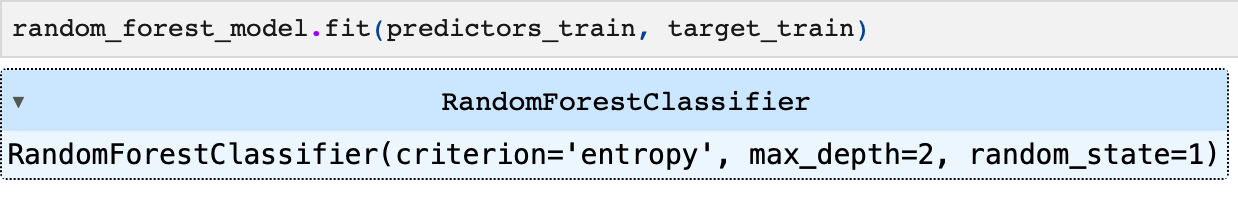 random_forest_model.fit(predictors_train, target_train)
RandomForestClassifier
RandomForestClassifier(criterion='entropy', max_depth=2, random_state=1)